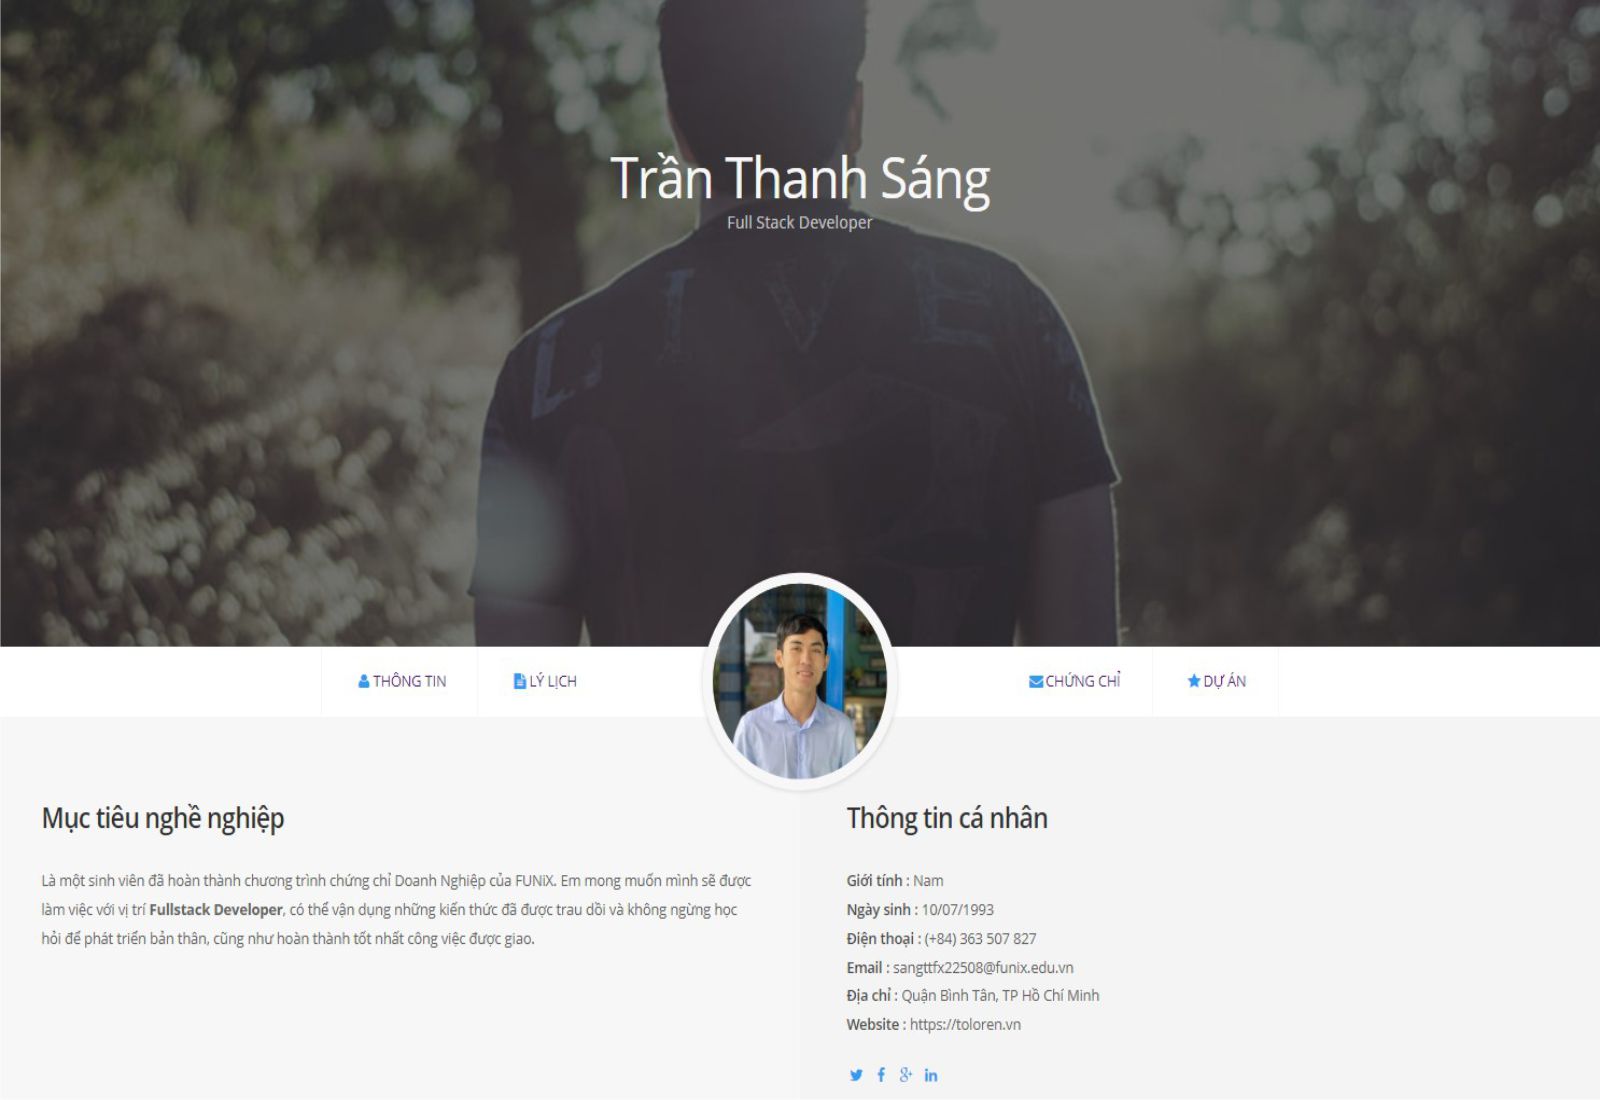 Trần Thanh Sáng
Full Stack Developer
LIVE
THÔNG TIN
LÝ LỊCH
CHỨNG CHỈ
DỰ ÁN
Mục tiêu nghề nghiệp
Là một sinh viên đã hoàn thành chương trình chứng chỉ Doanh Nghiệp của FUNiX. Em mong muốn mình sẽ được
làm việc với vị trí Fullstack Developer, có thể vận dụng những kiến thức đã được trau dồi và không ngừng học
hỏi để phát triển bản thân, cũng như hoàn thành tốt nhất công việc được giao.
Thông tin cá nhân
Giới tính : Nam
Ngày sinh : 10/07/1993
Điện thoại : (+84) 363 507 827
Email : sangttfx22508@funix.edu.vn
Địa chỉ : Quận Bình Tân, TP Hồ Chí Minh
Website : https://toloren.vn